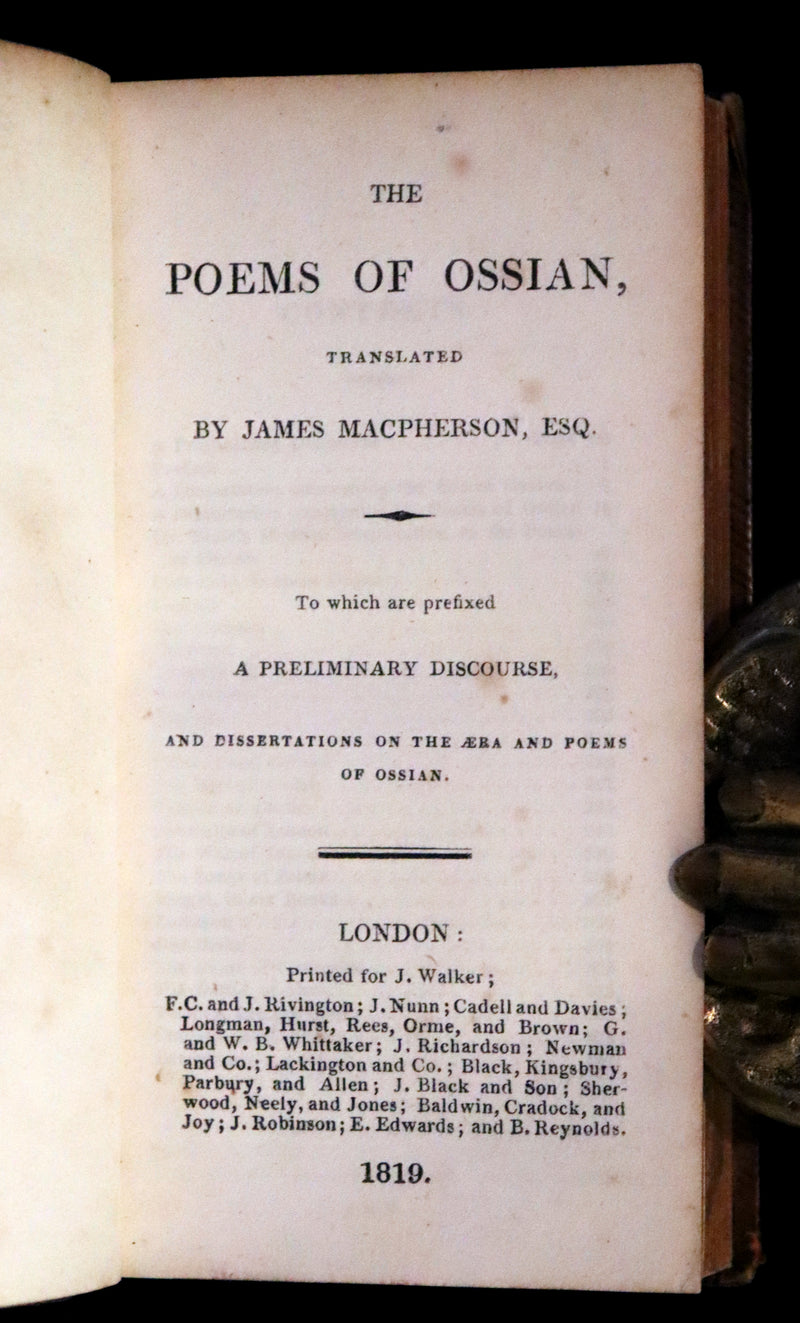 THE
POEMS OF OSSIAN,
TRANSLATED
BY JAMES MACPHERSON, ESQ.
To which are prefixed
A PRELIMINARY DISCOURSE,
AND DISSERTATIONS ON THE ÆRA AND POEMS
OF OSSIAN.
LONDON:
Printed for J. Walker;
F.C. and J. Rivington; J. Nunn; Cadell and Davies;
Longman, Hurst, Rees, Orme, and Brown; G.
and W. B. Whittaker; J. Richardson; Newman
and Co.; Lackington and Co.; Black, Kingsbury,
Parbury, and Allen; J. Black and Son; Sher-
wood, Neely, and Jones; Baldwin, Cradock, and
Joy; J. Robinson; E. Edwards; and B. Reynolds.
1819.